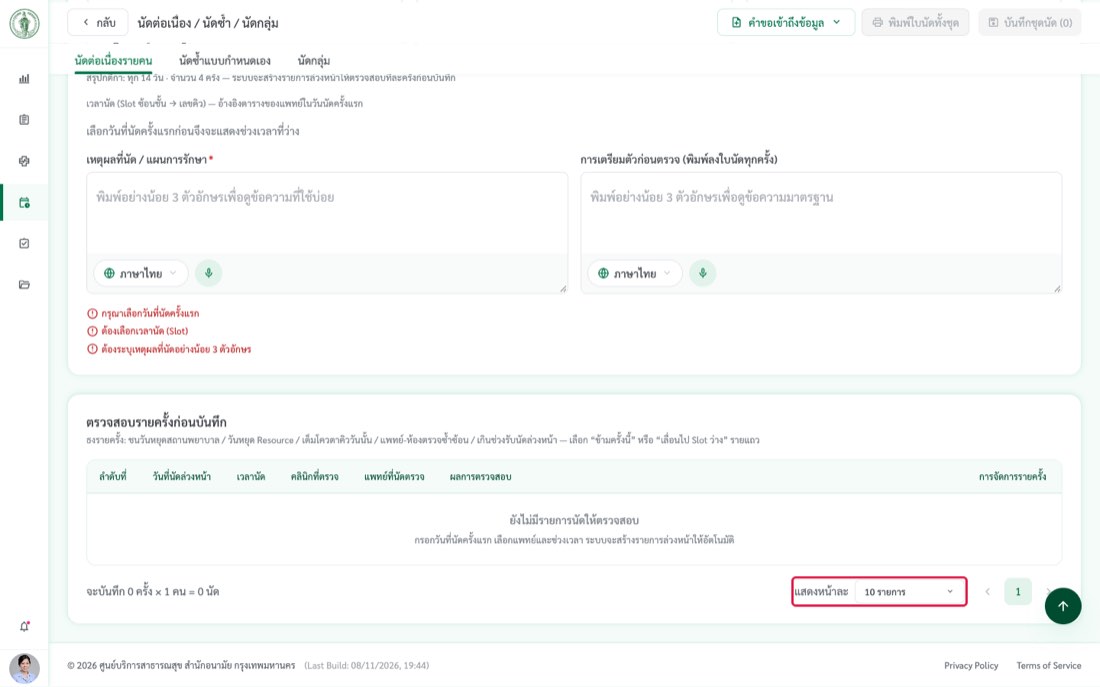 กลับ
นัดต่อเนื่อง / นัดซ้ำ / นัดกลุ่ม
คำขอเข้าถึงข้อมูล
พิมพ์ใบนัดทั้งชุด
บันทึกชุดนัด (0)
นัดต่อเนื่องรายคน
นัดซ้ำแบบกำหนดเอง
นัดกลุ่ม
สรุปกติกา: ทุก 14 วัน · จำนวน 4 ครั้ง — ระบบจะสร้างรายการล่วงหน้าให้ตรวจสอบทีละครั้งก่อนบันทึก
เวลานัด (Slot ซ้อนชั้น → เลขคิว) — อ้างอิงตารางของแพทย์ในวันนัดครั้งแรก
เลือกวันที่นัดครั้งแรกก่อนจึงจะแสดงช่วงเวลาที่ว่าง
เหตุผลที่นัด / แผนการรักษา*
การเตรียมตัวก่อนตรวจ (พิมพ์ลงใบนัดทุกครั้ง)
พิมพ์อย่างน้อย 3 ตัวอักษรเพื่อดูข้อความที่ใช้บ่อย
พิมพ์อย่างน้อย 3 ตัวอักษรเพื่อดูข้อความมาตรฐาน
ภาษาไทย
ภาษาไทย
กรุณาเลือกวันที่นัดครั้งแรก
ต้องเลือกเวลานัด (Slot)
ต้องระบุเหตุผลที่นัดอย่างน้อย 3 ตัวอักษร
ตรวจสอบรายครั้งก่อนบันทึก
ธงรายครั้ง: ชนวันหยุดสถานพยาบาล / วันหยุด Resource / เต็มโควตาคิววันนั้น / แพทย์-ห้องตรวจซ้ำซ้อน / เกินช่วงรับนัดล่วงหน้า — เลือก “ข้ามครั้งนี้” หรือ “เลื่อนไป Slot ว่าง” รายแถว
ลำดับที่
วันที่นัดล่วงหน้า
เวลานัด
คลินิกที่ตรวจ
แพทย์ที่นัดตรวจ
ผลการตรวจสอบ
การจัดการรายครั้ง
ยังไม่มีรายการนัดให้ตรวจสอบ
กรอกวันที่นัดครั้งแรก เลือกแพทย์และช่วงเวลา ระบบจะสร้างรายการล่วงหน้าให้อัตโนมัติ
จะบันทึก 0 ครั้ง × 1 คน = 0 นัด
แสดงหน้าละ
10 รายการ
1
© 2026 ศูนย์บริการสาธารณสุข สำนักอนามัย กรุงเทพมหานคร
(Last Build: 08/11/2026, 19:44)
Privacy Policy
Terms of Service